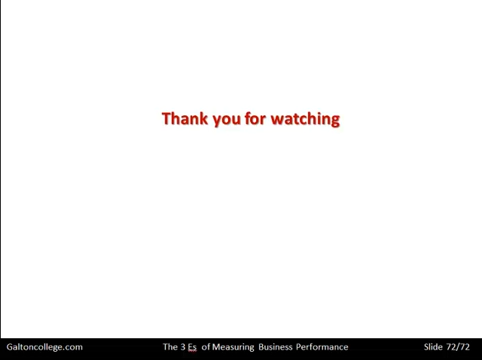 Thank you for watching
Galtoncollege.com The 3 Es of Measuring Business Performance Slide 72/72